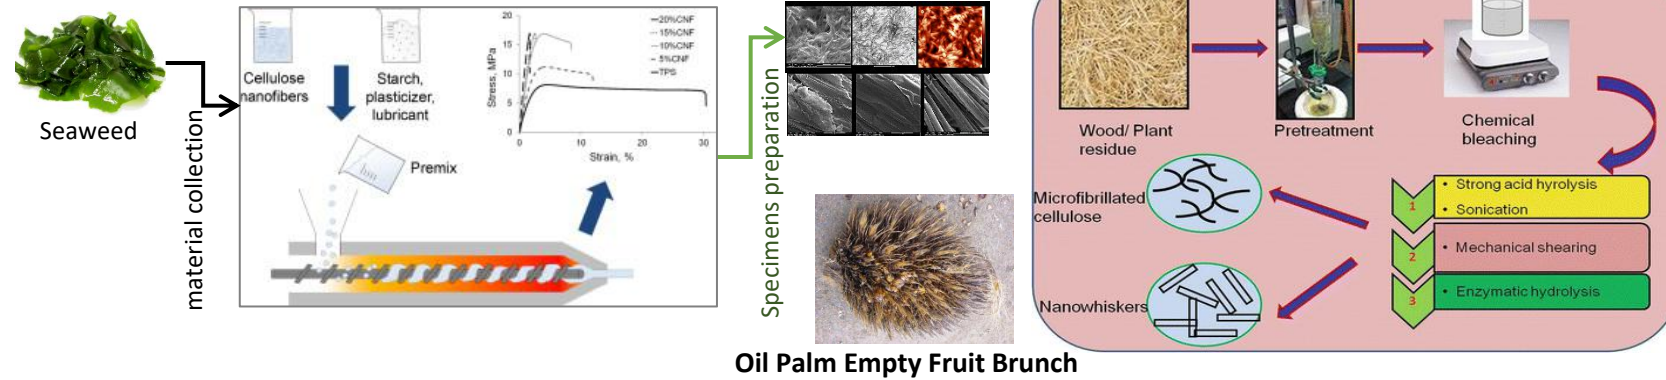 Seaweed
material collection
Cellulose
nanofibers
Starch,
plasticizer,
lubricant
Premix
Stress, MPa
20
15
10
5
0
0
10
20
30
Strain, %
20%CNF
15%CNF
10%CNF
5%CNF
TPS
Specimens preparation
Oil Palm Empty Fruit Brunch
Wood/ Plant
residue
Pretreatment
Chemical
bleaching
1
• Strong acid hyrolysis
• Sonication
2
• Mechanical shearing
3
• Enzymatic hydrolysis
Microfibrillated
cellulose
Nanowhiskers